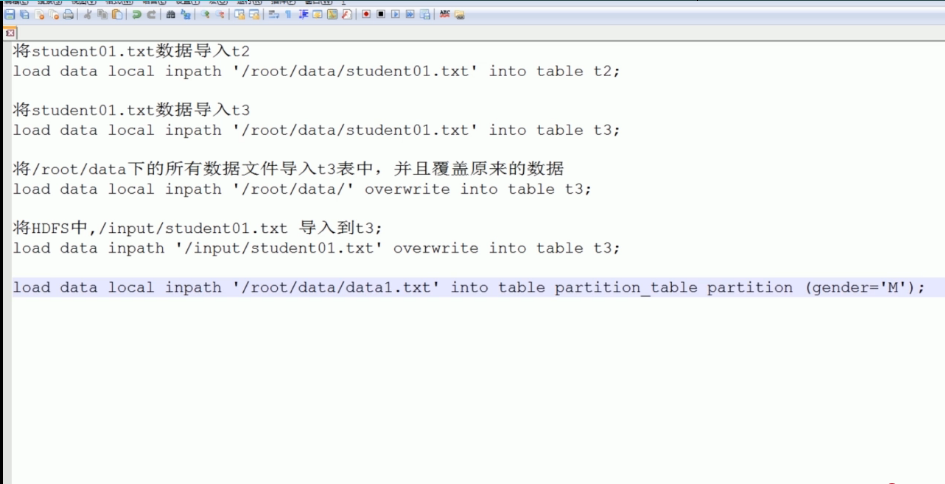 将student01.txt数据导入t2
load data local inpath '/root/data/student01.txt' into table t2;
将student01.txt数据导入t3
load data local inpath '/root/data/student01.txt' into table t3;
将/root/data下的所有数据文件导入t3表中，并且覆盖原来的数据
load data local inpath '/root/data/' overwrite into table t3;
将HDFS中,/input/student01.txt 导入到t3;
load data inpath '/input/student01.txt' overwrite into table t3;
load data local inpath '/root/data/data1.txt' into table partition_table partition (gender='M');